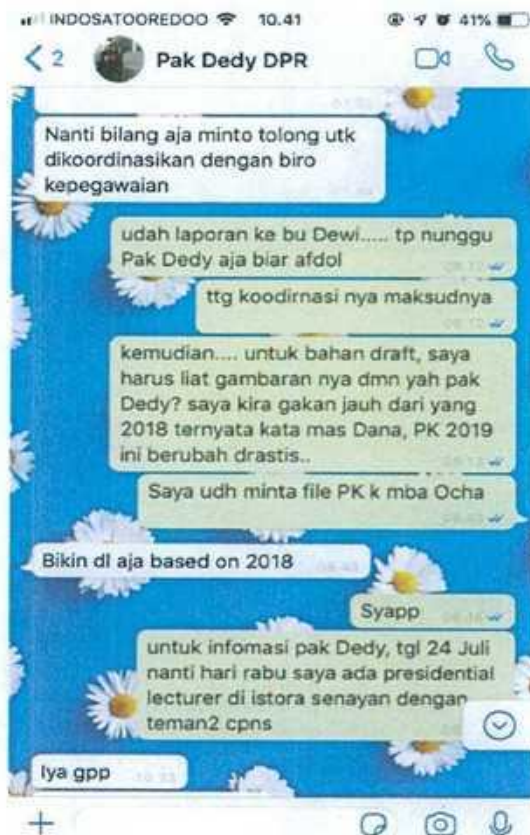 INDOSATOOREDOO 10.41 41%
2 Pak Dedy DPR
Nanti bilang aja minto tolong utk
dikoordinasikan dengan biro
kepegawaian
udah laporan ke bu Dewi..... tp nunggu
Pak Dedy aja biar afdol
ttg koodirnasi nya maksudnya
kemudian.... untuk bahan draft, saya
harus liat gambaran nya dmn yah pak
Dedy? saya kira gakan jauh dari yang
2018 ternyata kata mas Dana, PK 2019
ini berubah drastis..
Saya udh minta file PK k mba Ocha
Bikin dl aja based on 2018
Syapp
untuk infomasi pak Dedy, tgl 24 Juli
nanti hari rabu saya ada presidential
lecturer di istora senayan dengan
teman2 cpns
Iya gpp